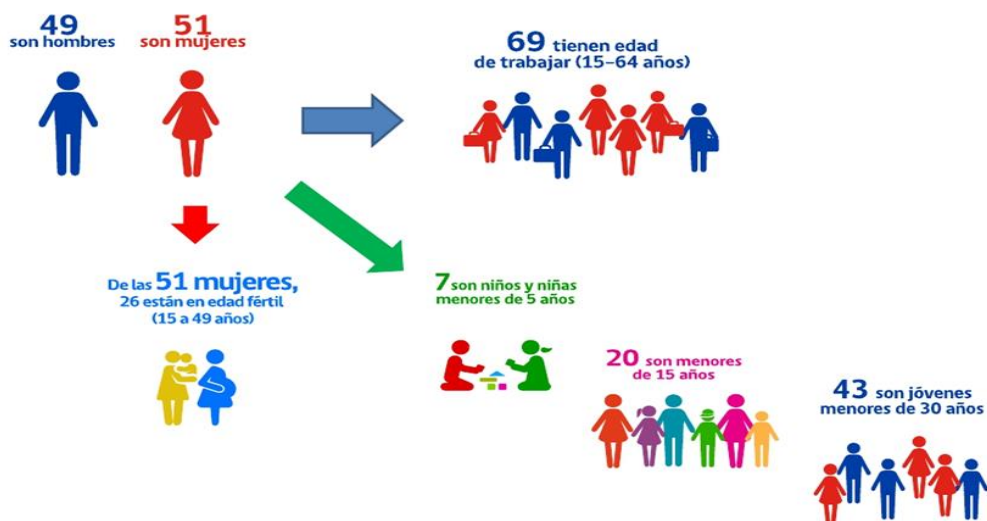 49
son hombres
51
son mujeres
69 tienen edad
de trabajar (15–64 años)
De las 51 mujeres,
26 están en edad fértil
(15 a 49 años)
7 son niños y niñas
menores de 5 años
20 son menores
de 15 años
43 son jóvenes
menores de 30 años